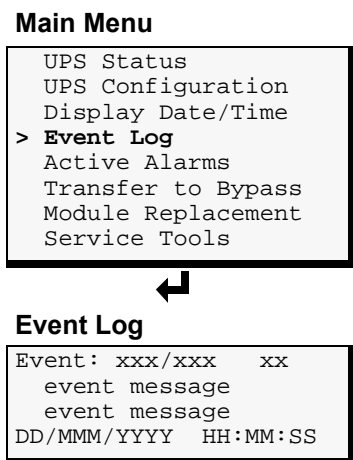 Main Menu
UPS Status
UPS Configuration
Display Date/Time
> Event Log
Active Alarms
Transfer to Bypass
Module Replacement
Service Tools
Event Log
Event: xxx/xxx xx
event message
event message
DD/MMM/YYYY HH:MM:SS